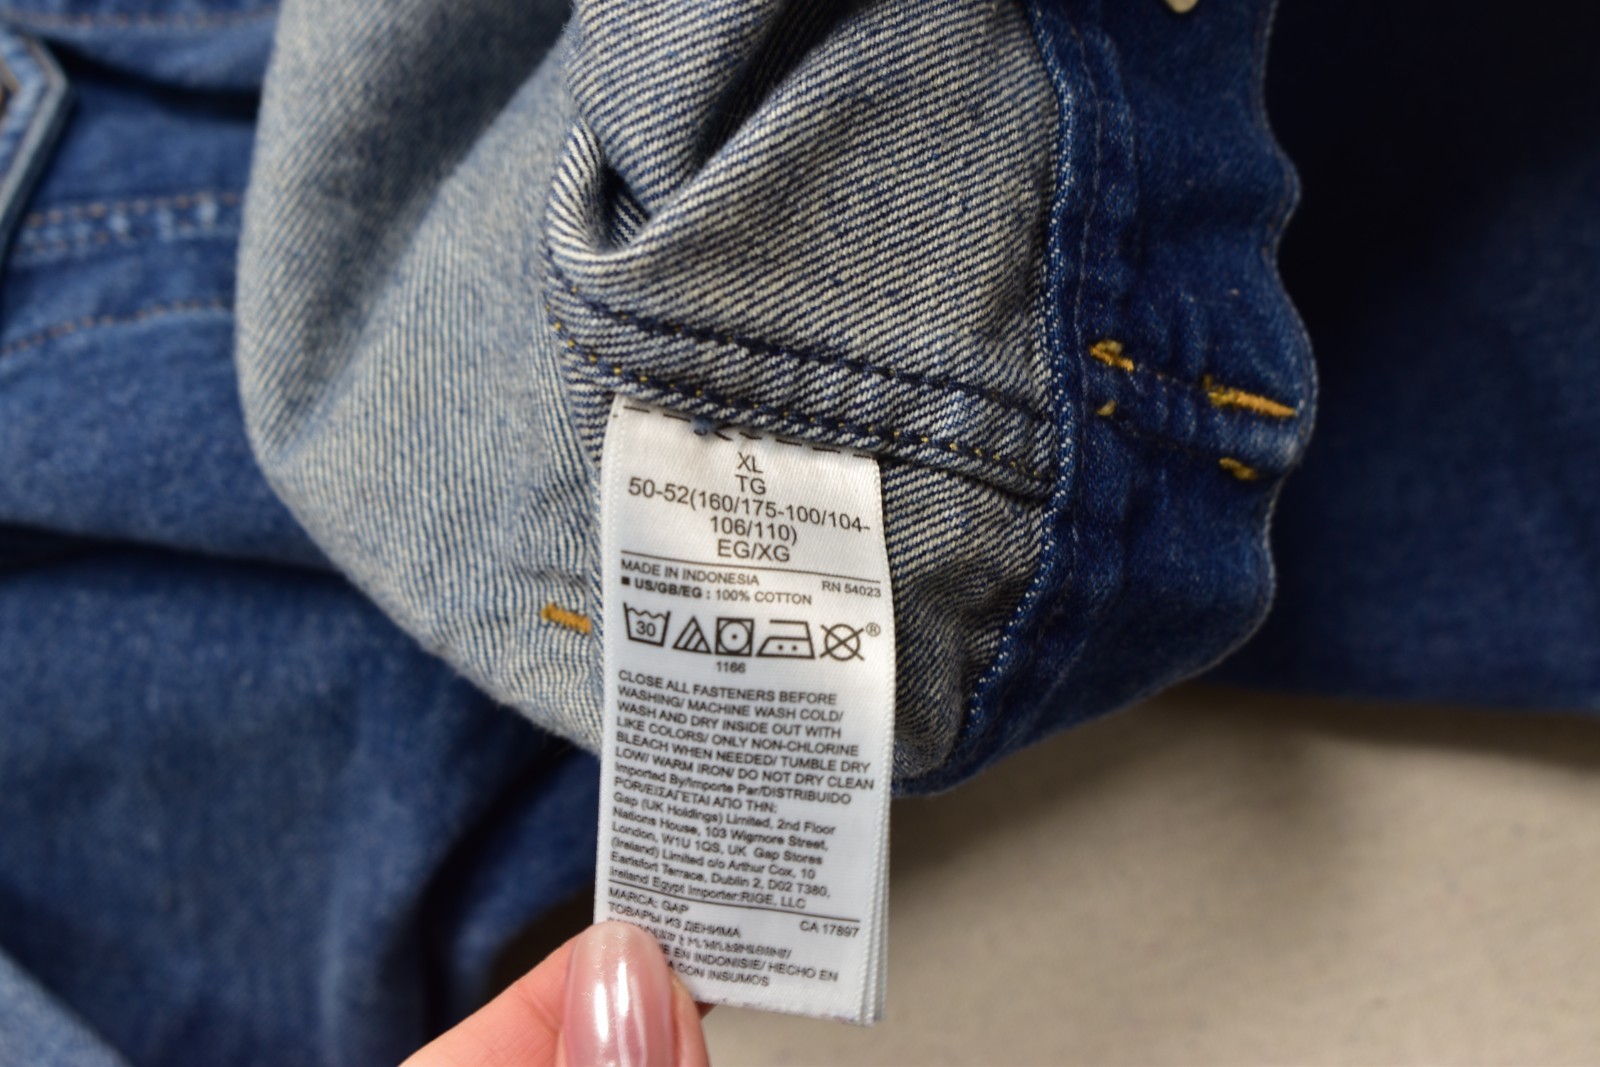 XL
TG
50-52(160/175-100/104-
106/110)
EG/XG
MADE IN INDONESIA RN 54023
■ US/GB/EG : 100% COTTON
30 ®
1166
CLOSE ALL FASTENERS BEFORE
WASHING/ MACHINE WASH COLD/
WASH AND DRY INSIDE OUT WITH
LIKE COLORS/ ONLY NON-CHLORINE
BLEACH WHEN NEEDED/ TUMBLE DRY
LOW/ WARM IRON/ DO NOT DRY CLEAN
Imported By/Importe Par/DISTRIBUIDO
POR/ΕΙΣΑΓΕΤΑΙ ΑΠΟ ΤΗΝ:
Gap (UK Holdings) Limited, 2nd Floor
Nations House, 103 Wigmore Street,
London, W1U 1QS, UK Gap Stores
(Ireland) Limited c/o Arthur Cox, 10
Earlsfort Terrace, Dublin 2, D02 T380,
Ireland Egypt Importer:RIGE, LLC
MARCA: GAP CA 17897
ТОВАРЫ ИЗ ДЕНИМА
EN INDONESIE/ HECHO EN
CON INSUMOS